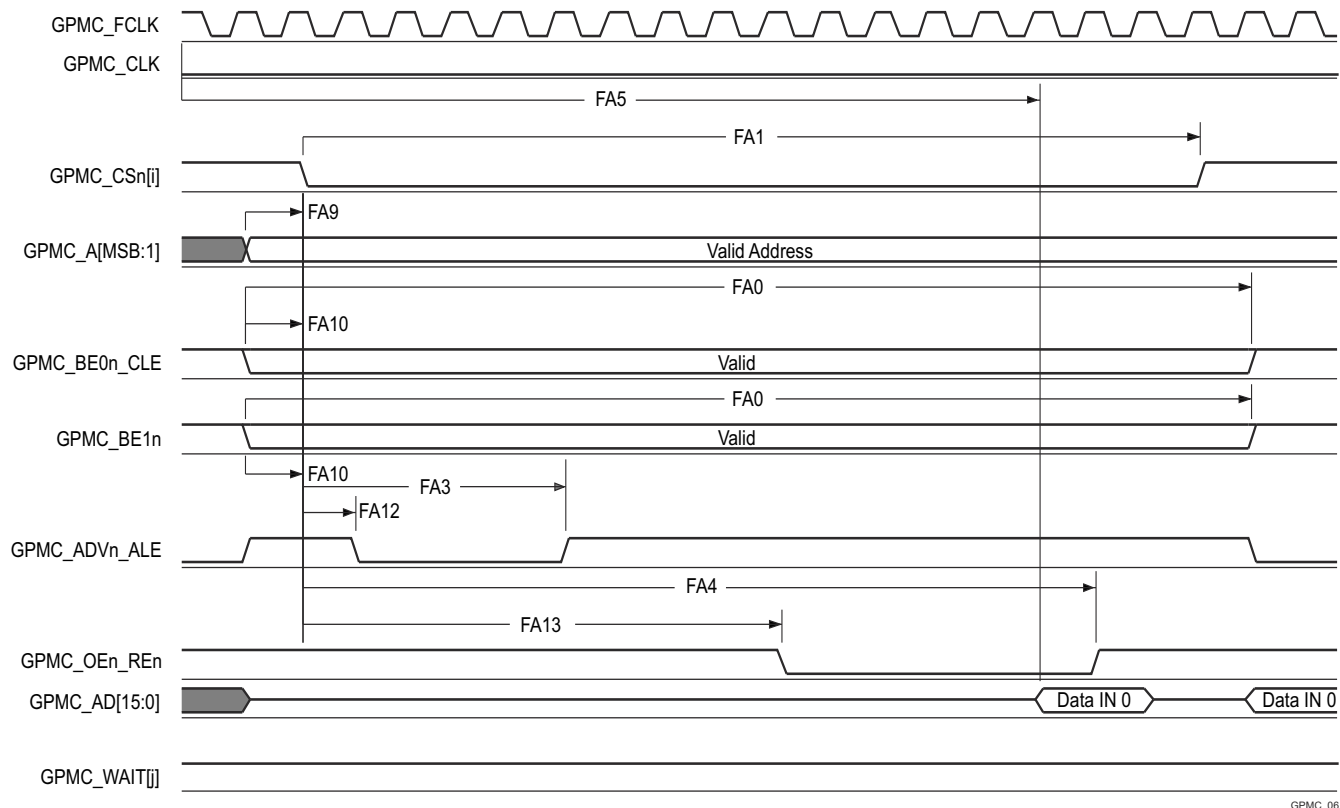 GPMC_FCLK
GPMC_CLK
FA5
FA1
GPMC_CSn[i]
FA9
GPMC_A[MSB:1] Valid Address
FA0
FA10
GPMC_BE0n_CLE Valid
FA0
GPMC_BE1n Valid
FA10
FA3
FA12
GPMC_ADVn_ALE
FA4
FA13
GPMC_OEn_REn
GPMC_AD[15:0] Data IN 0 Data IN 0
GPMC_WAIT[j]
GPMC_06